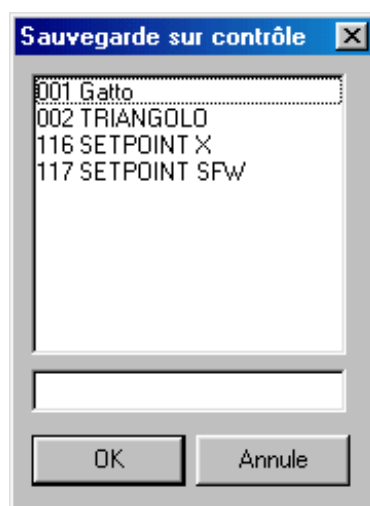 Sauvegarde sur contrôle
001 Gatto
002 TRIANGOLO
116 SETPOINT X
117 SETPOINT SFW
OK
Annule